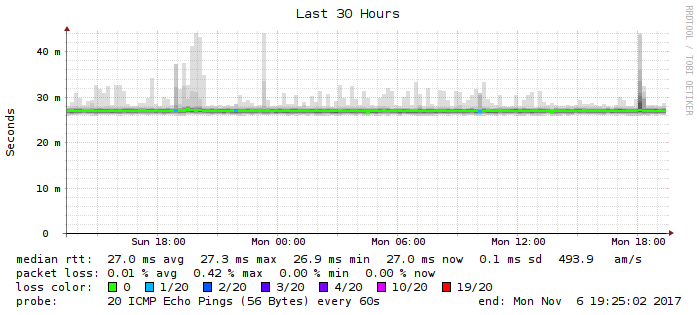 Last 30 Hours
RRDTOOL / TOBI OETIKER
Seconds
40 m
30 m
20 m
10 m
0
Sun 18:00 Mon 00:00 Mon 06:00 Mon 12:00 Mon 18:00
median rtt: 27.0 ms avg 27.3 ms max 26.9 ms min 27.0 ms now 0.1 ms sd 493.9 am/s
packet loss: 0.01 % avg 0.42 % max 0.00 % min 0.00 % now
loss color: 0 1/20 2/20 3/20 4/20 10/20 19/20
probe: 20 ICMP Echo Pings (56 Bytes) every 60s end: Mon Nov 6 19:25:02 2017